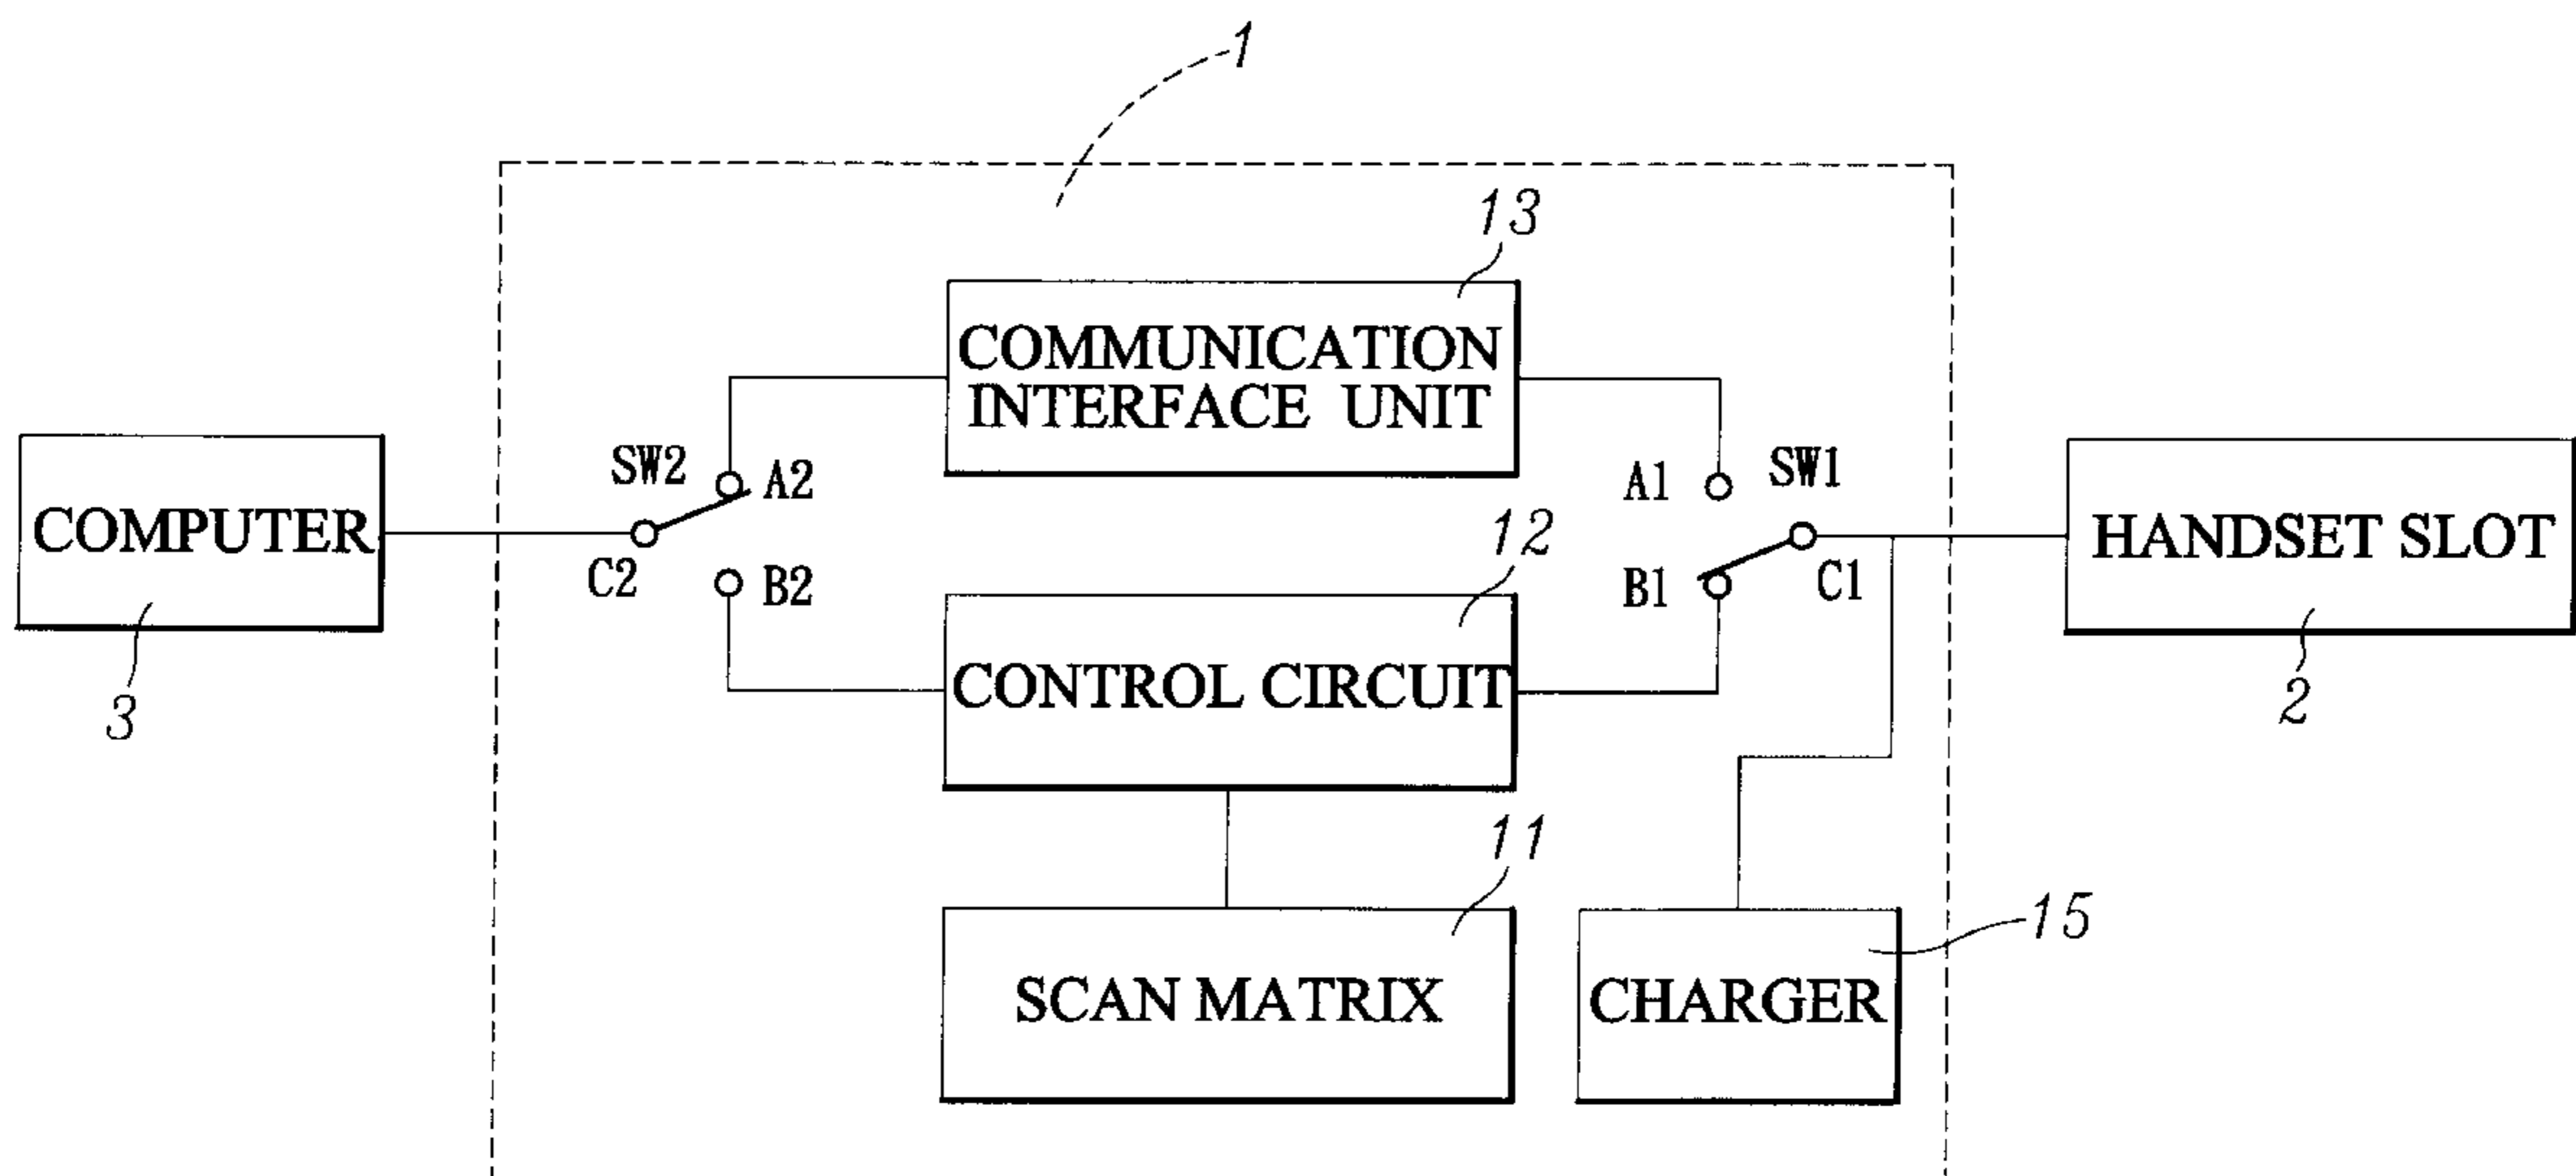 1
13
COMMUNICATION
INTERFACE UNIT
SW2
A2
A1
SW1
COMPUTER
HANDSET SLOT
C2
B2
12
B1
C1
3
CONTROL CIRCUIT
2
11
15
SCAN MATRIX
CHARGER